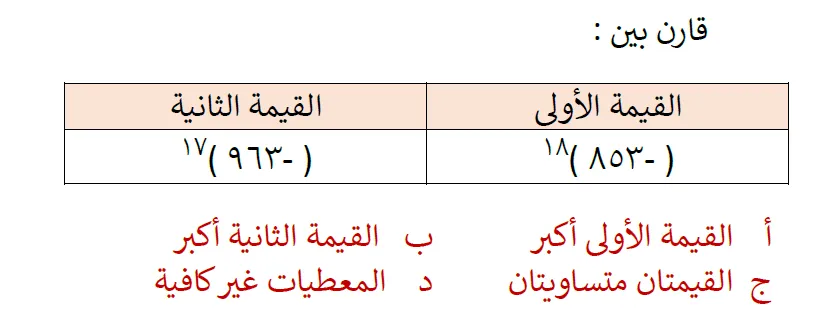 قارن بين :
القيمة الأولى القيمة الثانية
( -٨٥٣ )١٨ ( -٩٦٣ )١٧
أ القيمة الأولى أكبر ب القيمة الثانية أكبر
ج القيمتان متساويتان د المعطيات غير كافية